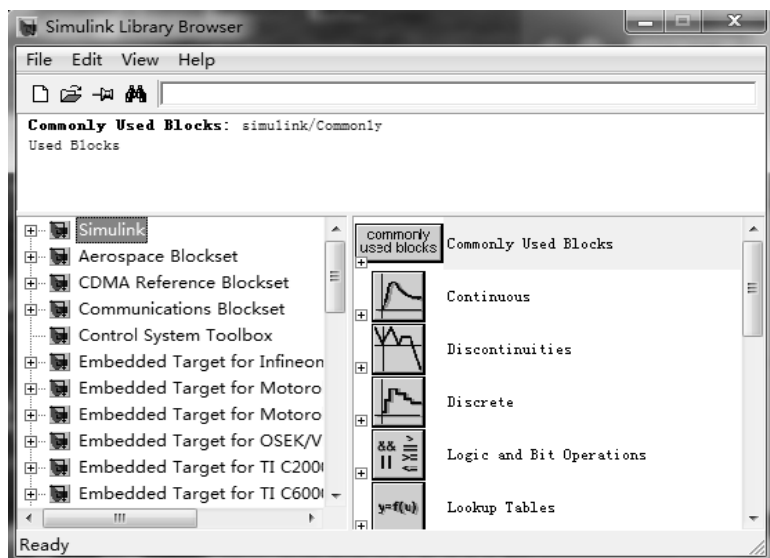 Simulink Library Browser
File Edit View Help
Commonly Used Blocks: simulink/Commonly
Used Blocks
Simulink
Aerospace Blockset
CDMA Reference Blockset
Communications Blockset
Control System Toolbox
Embedded Target for Infineon
Embedded Target for Motoro
Embedded Target for Motoro
Embedded Target for OSEK/V
Embedded Target for TI C2000
Embedded Target for TI C6000
commonly
used blocks
Commonly Used Blocks
Continuous
Discontinuities
Discrete
&& >
|| >=
<=
Logic and Bit Operations
y=f(u)
Lookup Tables
Ready